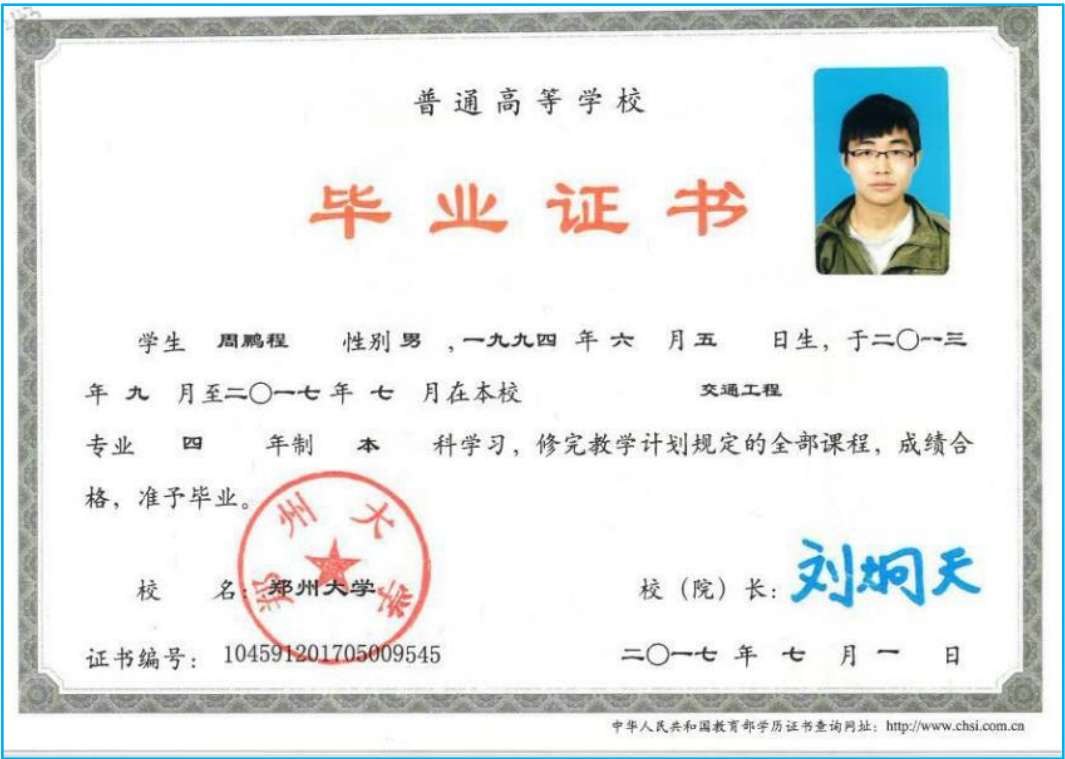 普通高等学校
毕业证书
学生 周鹏程 性别 男 ,一九九四 年 六 月 五 日生，于二〇一三
年 九 月至二〇一七 年 七 月在本校 交通工程
专业 四 年制 本 科学习，修完教学计划规定的全部课程，成绩合
格，准予毕业。
郑州大学
校 名：郑州大学 校（院）长：刘炯天
证书编号：104591201705009545 二〇一七 年 七 月 一 日
中华人民共和国教育部学历证书查询网址：http://www.chsi.com.cn